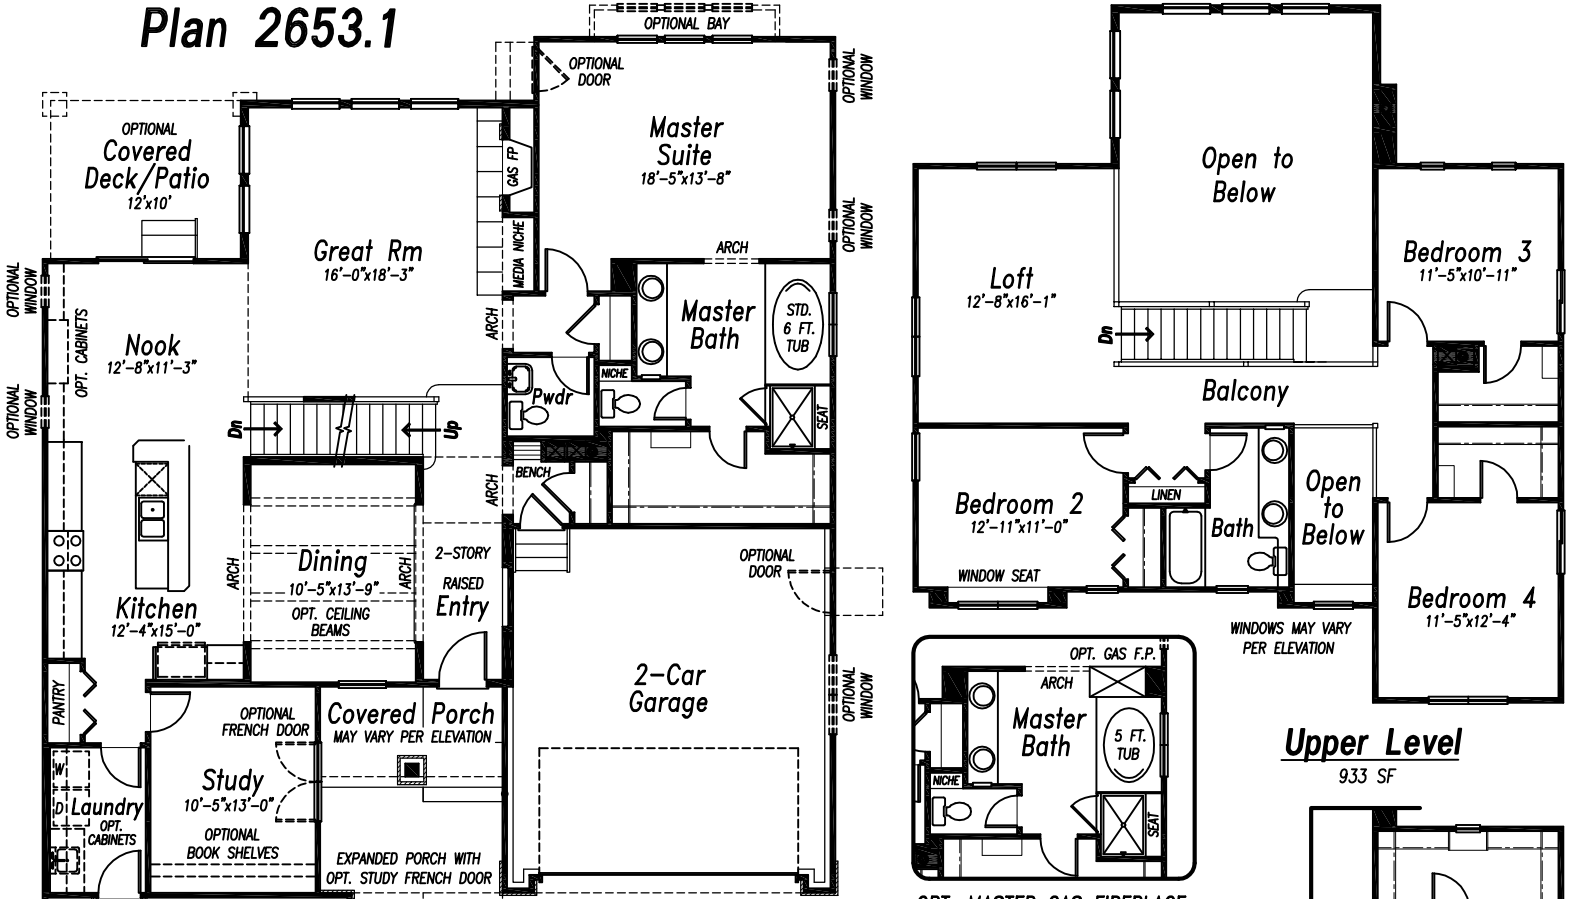 Plan 2653.1
OPTIONAL BAY
OPTIONAL
DOOR
OPTIONAL
WINDOW
Master
Suite
18'-5"x13'-8"
OPTIONAL
WINDOW
OPTIONAL
Covered
Deck/Patio
12'x10'
GAS FP
MEDIA NICHE
Great Rm
16'-0"x18'-3"
ARCH
OPTIONAL
WINDOW
OPT. CABINETS
Nook
12'-8"x11'-3"
OPTIONAL
WINDOW
ARCH
Master
Bath
STD.
6 FT.
TUB
NICHE
Pwdr
SEAT
Dn
Up
BENCH
ARCH
Dining
10'-5"x13'-9"
OPT. CEILING
BEAMS
ARCH
ARCH
2-STORY
RAISED
Entry
OPTIONAL
DOOR
Kitchen
12'-4"x15'-0"
PANTRY
2-Car
Garage
OPTIONAL
WINDOW
OPTIONAL
FRENCH DOOR
Covered Porch
MAY VARY PER ELEVATION
Study
10'-5"x13'-0"
OPTIONAL
BOOK SHELVES
W
D
Laundry
OPT.
CABINETS
EXPANDED PORCH WITH
OPT. STUDY FRENCH DOOR
Open to
Below
Loft
12'-8"x16'-1"
Bedroom 3
11'-5"x10'-11"
Dn
Balcony
Bedroom 2
12'-11"x11'-0"
WINDOW SEAT
LINEN
Bath
Open
to
Below
Bedroom 4
11'-5"x12'-4"
WINDOWS MAY VARY
PER ELEVATION
OPT. GAS F.P.
ARCH
Master
Bath
5 FT.
TUB
NICHE
SEAT
OPT. MASTER GAS FIREPLACE
Upper Level
933 SF